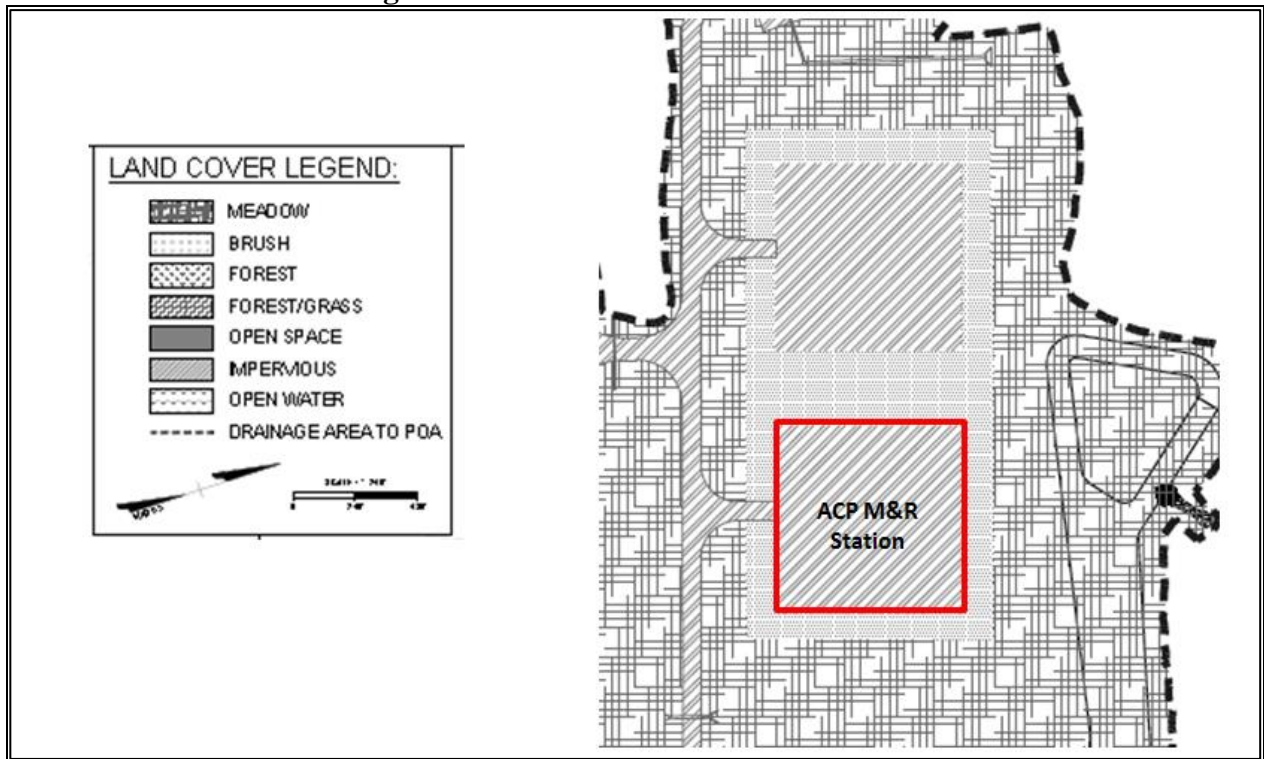 LAND COVER LEGEND:
MEADOW
BRUSH
FOREST
FOREST/GRASS
OPEN SPACE
IMPERVIOUS
OPEN WATER
DRAINAGE AREA TO POA
0
ACP M&R
Station